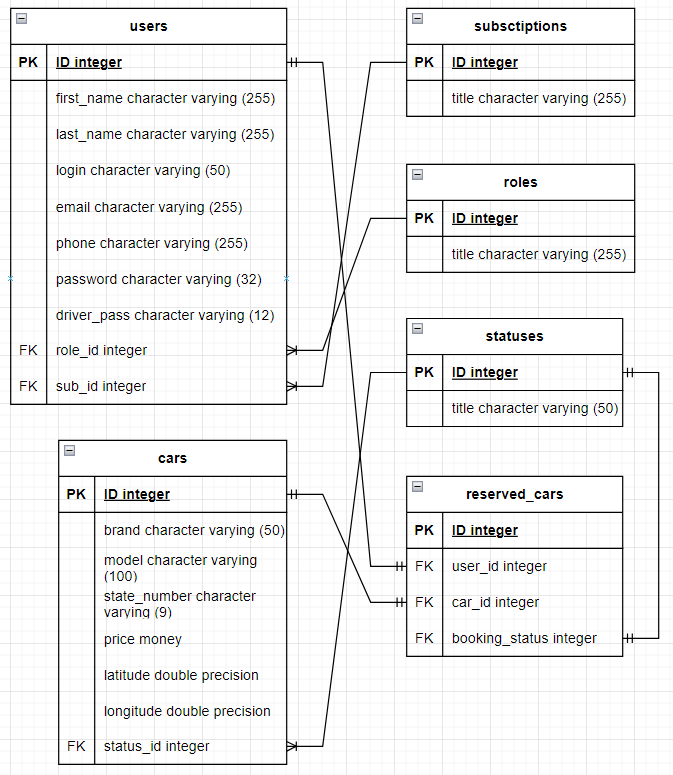 users
PK ID integer
first_name character varying (255)
last_name character varying (255)
login character varying (50)
email character varying (255)
phone character varying (255)
password character varying (32)
driver_pass character varying (12)
FK role_id integer
FK sub_id integer
subsctiptions
PK ID integer
title character varying (255)
roles
PK ID integer
title character varying (255)
statuses
PK ID integer
title character varying (50)
cars
PK ID integer
brand character varying (50)
model character varying
(100)
state_number character
varying (9)
price money
latitude double precision
longitude double precision
FK status_id integer
reserved_cars
PK ID integer
FK user_id integer
FK car_id integer
FK booking_status integer